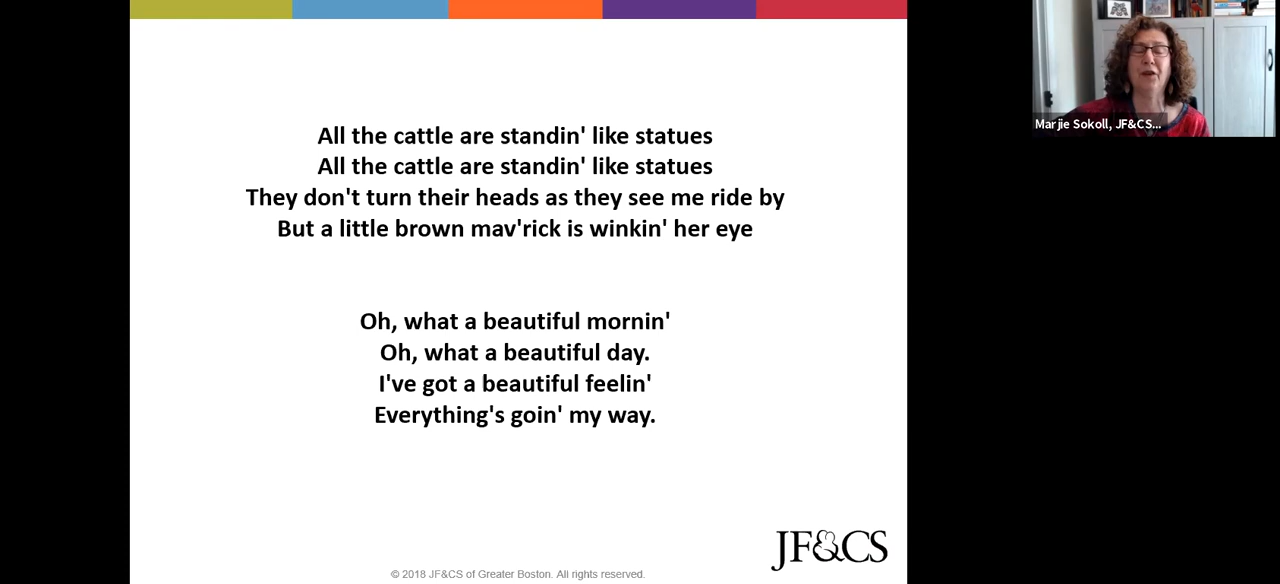 All the cattle are standin' like statues
All the cattle are standin' like statues
They don't turn their heads as they see me ride by
But a little brown mav'rick is winkin' her eye
Oh, what a beautiful mornin'
Oh, what a beautiful day.
I've got a beautiful feelin'
Everything's goin' my way.
JF&CS
© 2018 JF&CS of Greater Boston. All rights reserved.
Marjie Sokoll, JF&CS...